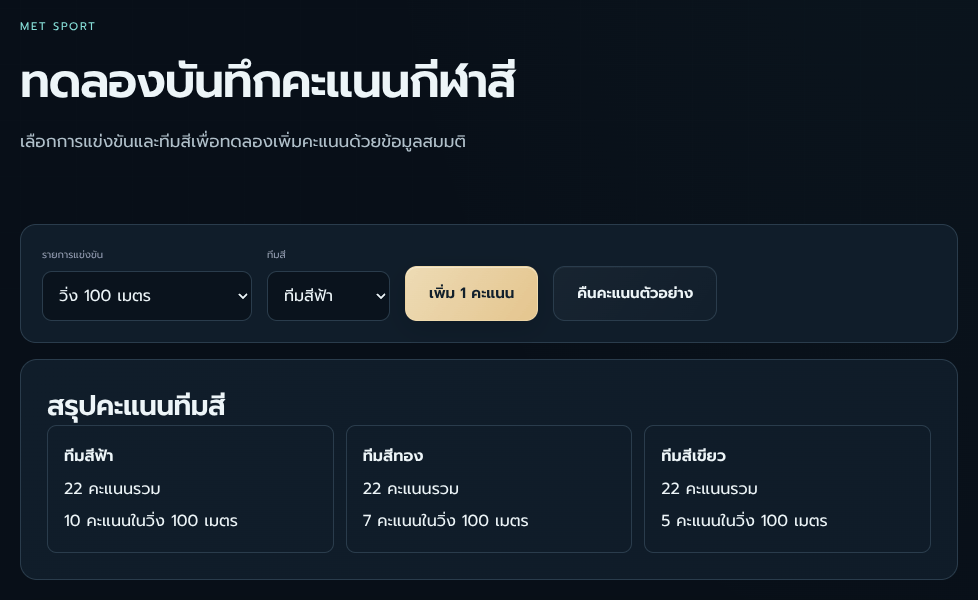 MET SPORT
ทดลองบันทึกคะแนนกีฬาสี
เลือกการแข่งขันและทีมสีเพื่อทดลองเพิ่มคะแนนด้วยข้อมูลสมมติ
รายการแข่งขัน
ทีมสี
วิ่ง 100 เมตร
ทีมสีฟ้า
เพิ่ม 1 คะแนน
คืนคะแนนตัวอย่าง
สรุปคะแนนทีมสี
ทีมสีฟ้า
22 คะแนนรวม
10 คะแนนในวิ่ง 100 เมตร
ทีมสีทอง
22 คะแนนรวม
7 คะแนนในวิ่ง 100 เมตร
ทีมสีเขียว
22 คะแนนรวม
5 คะแนนในวิ่ง 100 เมตร